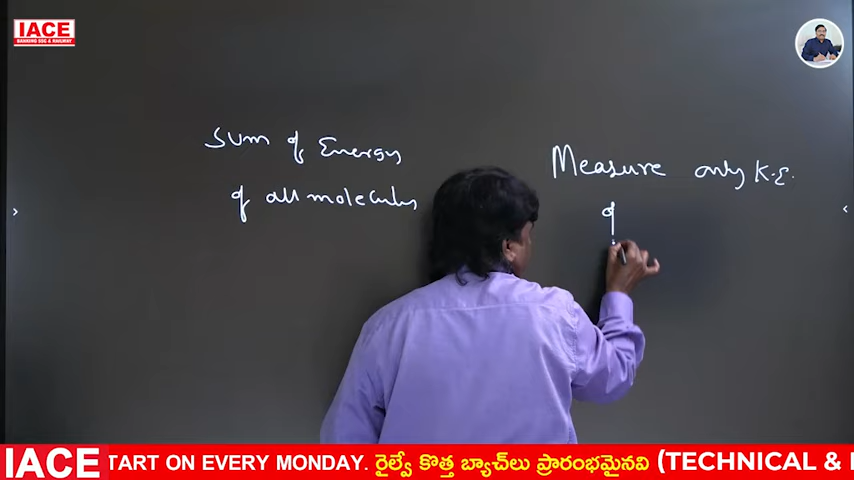 IACE
BANKING SSC & RAILWAY
Sum of Energy
of all molecules
Measure only K.E.
of
IACE TART ON EVERY MONDAY. రైల్వే కొత్త బ్యాచ్‌లు ప్రారంభమైనవి (TECHNICAL &